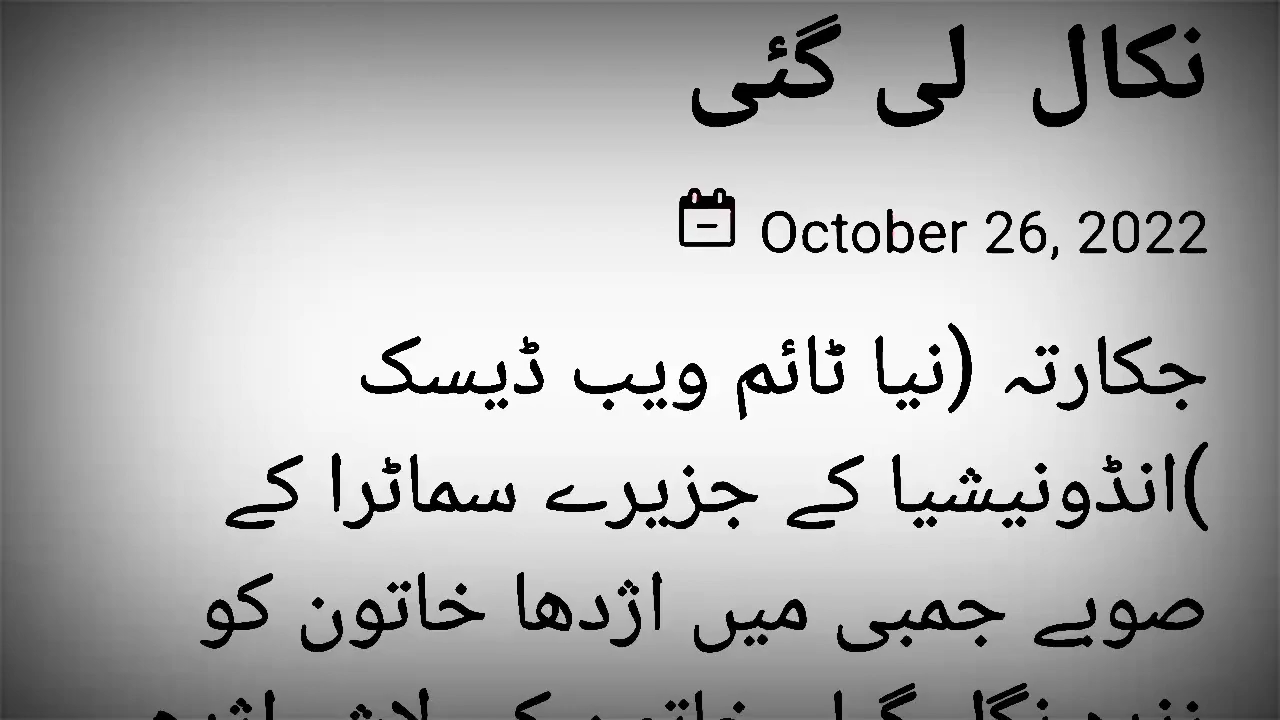 نکال لی گئی
October 26, 2022
جکارتہ (نیا ٹائم ویب ڈیسک
)انڈونیشیا کے جزیرے سماٹرا کے
صوبے جمبی میں اژدھا خاتون کو